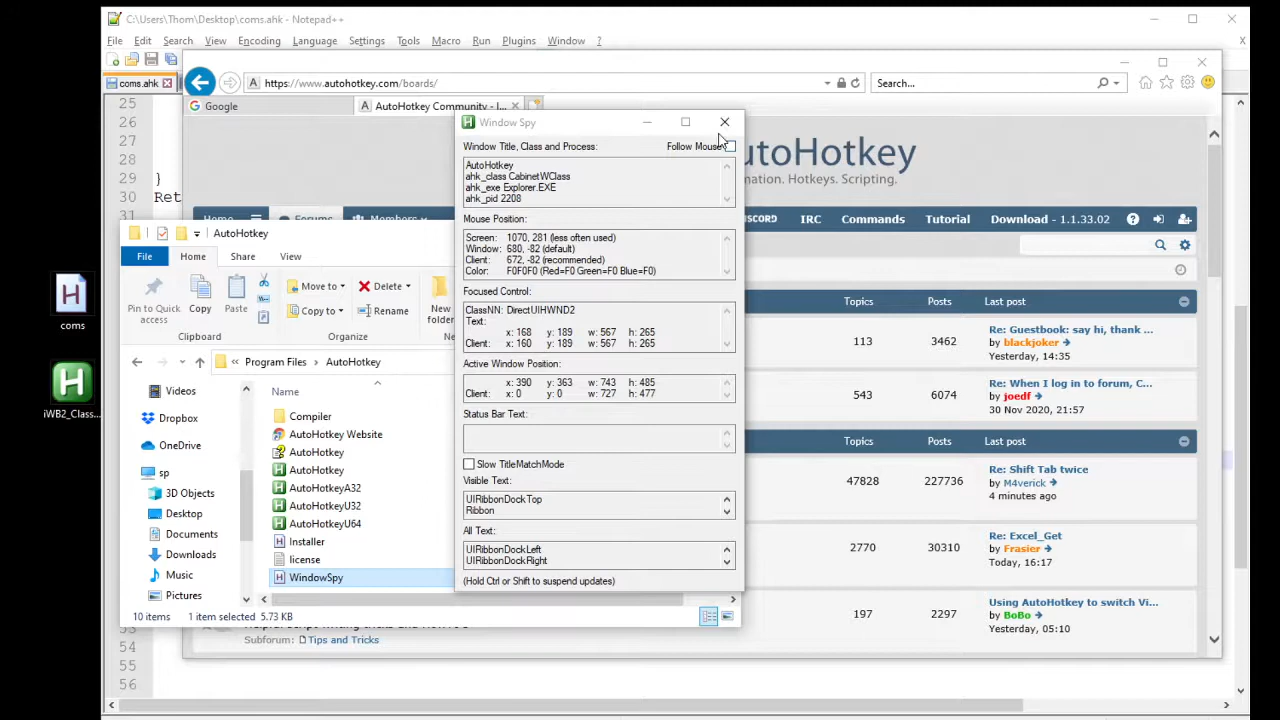 C:\Users\Thom\Desktop\coms.ahk - Notepad++
File Edit Search View Encoding Language Settings Tools Macro Run Plugins Window ? X
coms.ahk
25
26
27
28
29 }
30 Ret
31
53
54
55
56
https://www.autohotkey.com/boards/
Search...
Google
AutoHotkey Community - I...
utoHotkey
mation. Hotkeys. Scripting.
Home Forums Members
SCORD IRC Commands Tutorial Download - 1.1.33.02
Topics Posts Last post
113 3462 Re: Guestbook: say hi, thank ...
by blackjoker
Yesterday, 14:35
543 6074 Re: When I log in to forum, C...
by joedf
30 Nov 2020, 21:57
Topics Posts Last post
47828 227736 Re: Shift Tab twice
by M4verick
4 minutes ago
2770 30310 Re: Excel_Get
by Frasier
Today, 16:17
197 2297 Using AutoHotkey to switch Vi...
by BoBo
Yesterday, 05:10
Subforum: Tips and Tricks
Window Spy
Window Title, Class and Process: Follow Mouse
AutoHotkey
ahk_class CabinetWClass
ahk_exe Explorer.EXE
ahk_pid 2208
Mouse Position:
Screen: 1070, 281 (less often used)
Window: 680, -82 (default)
Client: 672, -82 (recommended)
Color: F0F0F0 (Red=F0 Green=F0 Blue=F0)
Focused Control:
ClassNN: DirectUIHWND2
Text:
x: 168 y: 189 w: 567 h: 265
Client: x: 160 y: 189 w: 567 h: 265
Active Window Position:
x: 390 y: 363 w: 743 h: 485
Client: x: 0 y: 0 w: 727 h: 477
Status Bar Text:
Slow TitleMatchMode
Visible Text:
UIRibbonDockTop
Ribbon
All Text:
UIRibbonDockLeft
UIRibbonDockRight
(Hold Ctrl or Shift to suspend updates)
AutoHotkey
File Home Share View
Pin to Quick Access
Copy
Paste
Move to
Copy to
Delete
Rename
New folder
Clipboard
Organize
Program Files AutoHotkey
Videos
Dropbox
OneDrive
sp
3D Objects
Desktop
Documents
Downloads
Music
Pictures
Name
Compiler
AutoHotkey Website
AutoHotkey
AutoHotkey
AutoHotkeyA32
AutoHotkeyU32
AutoHotkeyU64
Installer
license
WindowSpy
10 items 1 item selected 5.73 KB
coms
iWB2_Class...